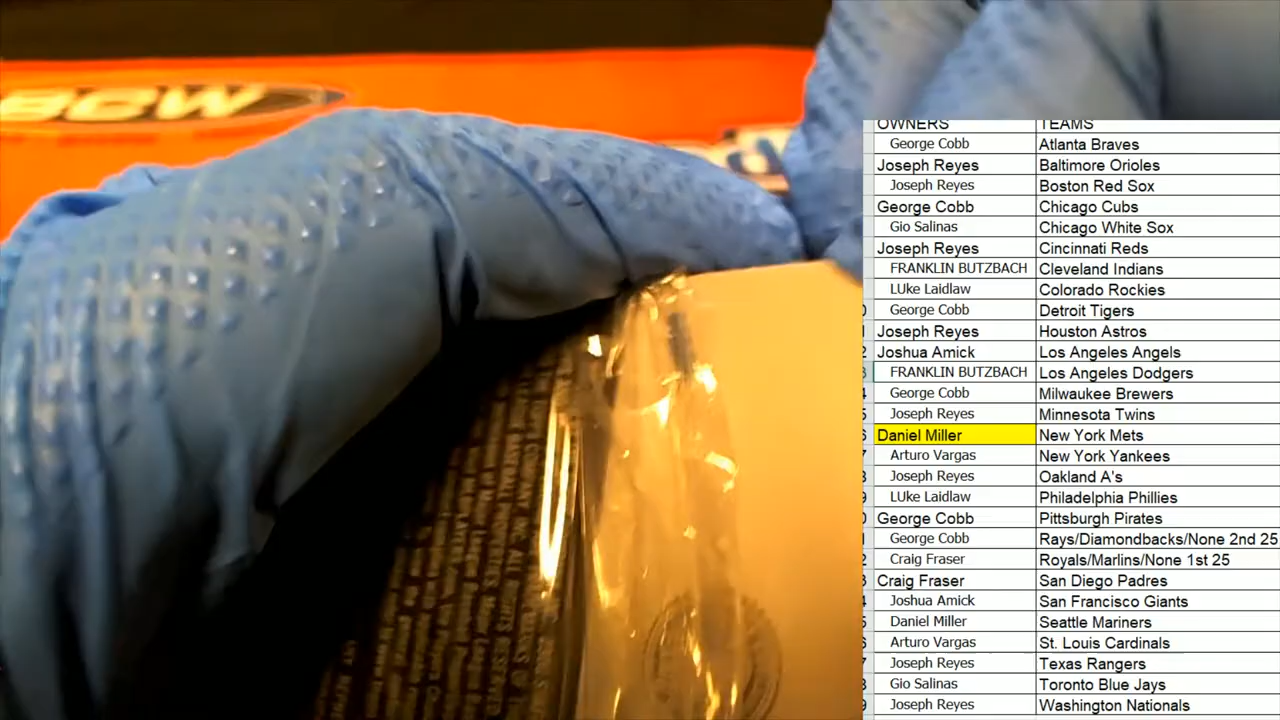 BCW
OWNERS TEAMS
George Cobb Atlanta Braves
Joseph Reyes Baltimore Orioles
Joseph Reyes Boston Red Sox
George Cobb Chicago Cubs
Gio Salinas Chicago White Sox
Joseph Reyes Cincinnati Reds
FRANKLIN BUTZBACH Cleveland Indians
LUke Laidlaw Colorado Rockies
George Cobb Detroit Tigers
Joseph Reyes Houston Astros
Joshua Amick Los Angeles Angels
FRANKLIN BUTZBACH Los Angeles Dodgers
George Cobb Milwaukee Brewers
Joseph Reyes Minnesota Twins
Daniel Miller New York Mets
Arturo Vargas New York Yankees
Joseph Reyes Oakland A's
LUke Laidlaw Philadelphia Phillies
George Cobb Pittsburgh Pirates
George Cobb Rays/Diamondbacks/None 2nd 25
Craig Fraser Royals/Marlins/None 1st 25
Craig Fraser San Diego Padres
Joshua Amick San Francisco Giants
Daniel Miller Seattle Mariners
Arturo Vargas St. Louis Cardinals
Joseph Reyes Texas Rangers
Gio Salinas Toronto Blue Jays
Joseph Reyes Washington Nationals